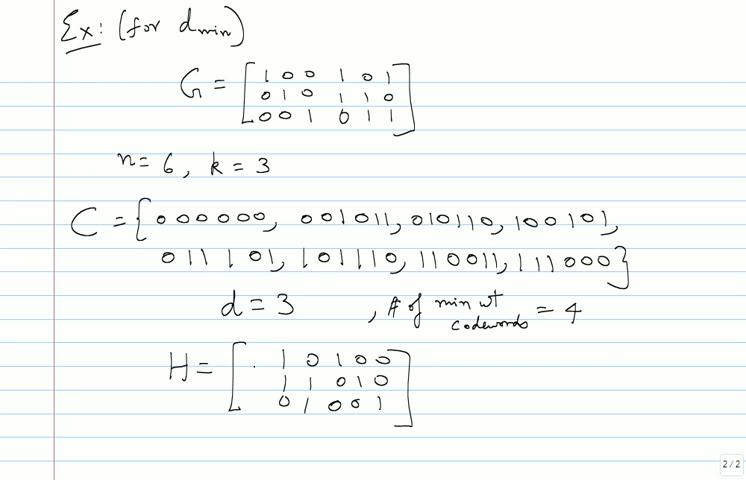 Ex: (for dmin)
G = [1 0 0 1 0 1
0 1 0 1 1 0
0 0 1 0 1 1]
n = 6, k = 3
C = {000000, 001011, 010110, 100101,
011101, 101110, 110011, 111000}
d = 3 , # of min wt codewords = 4
H = [ . 1 0 1 0 0
1 1 0 1 0
0 1 0 0 1 ]
2/2